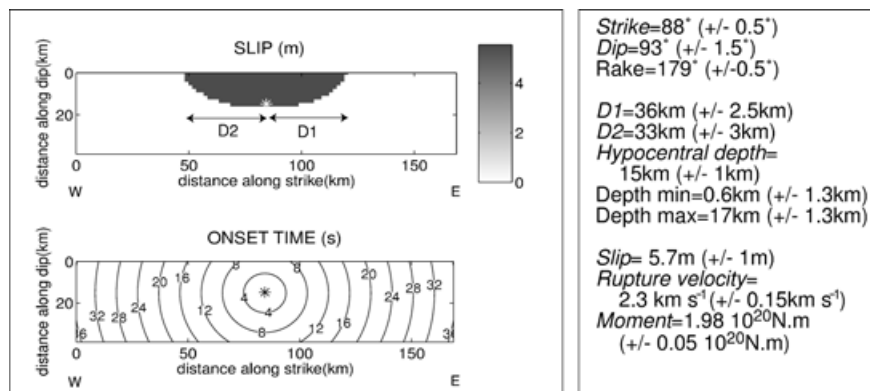 SLIP (m)
distance along dip(km)
0
20
D2
D1
0
50
100
150
distance along strike(km)
W
E
4
2
0
ONSET TIME (s)
distance along dip(km)
0
20
32
28
24
20
16
12
8
4
4
8
12
16
8
20
24
28
32
0
50
100
150
distance along strike(km)
W
E
Strike=88° (+/- 0.5°)
Dip=93° (+/- 1.5°)
Rake=179° (+/-0.5°)
D1=36km (+/- 2.5km)
D2=33km (+/- 3km)
Hypocentral depth=
15km (+/- 1km)
Depth min=0.6km (+/- 1.3km)
Depth max=17km (+/- 1.3km)
Slip= 5.7m (+/- 1m)
Rupture velocity=
2.3 km s⁻¹(+/- 0.15km s⁻¹)
Moment=1.98 10²⁰N.m
(+/- 0.05 10²⁰N.m)